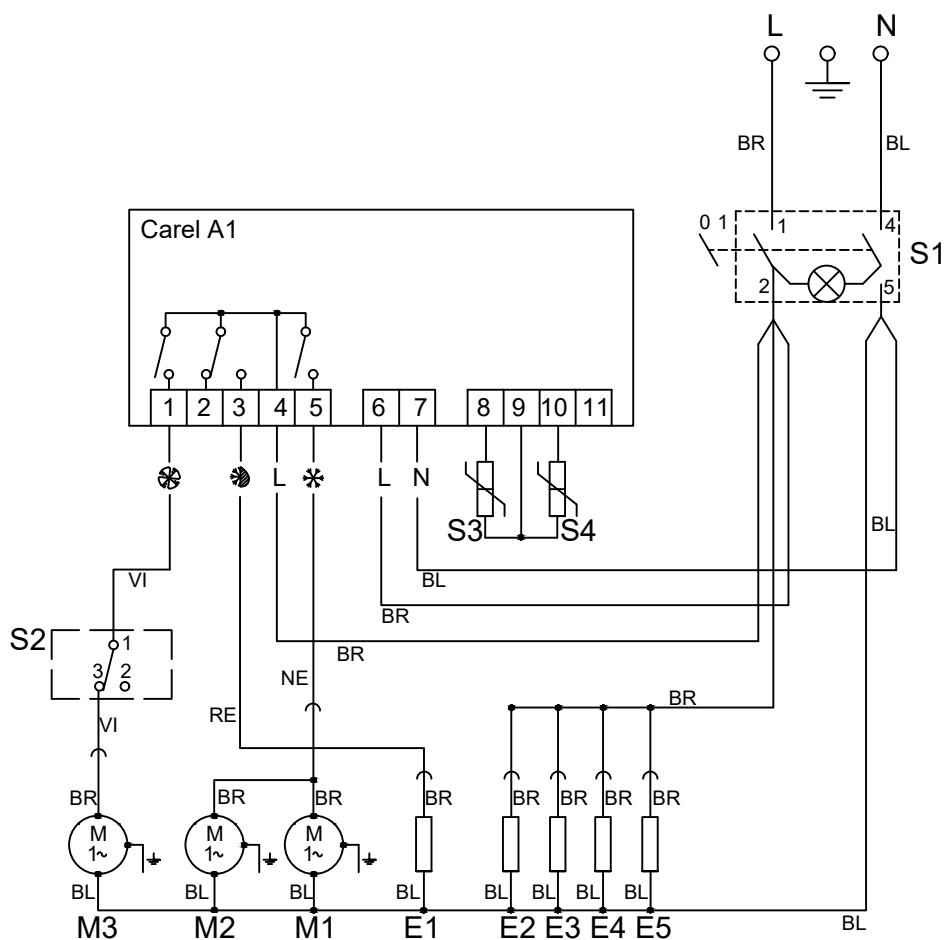 L N
BR BL
Carel A1
0 1 1 4 S1
2 5
1 2 3 4 5 6 7 8 9 10 11
L L N
S3 S4 BL
VI BL
BR
S2 1 BR
3 2 NE BR
VI RE
BR BR BR BR BR BR BR BR
M M M
1~ 1~ 1~
BL BL BL BL BL BL BL BL
M3 M2 M1 E1 E2 E3 E4 E5 BL